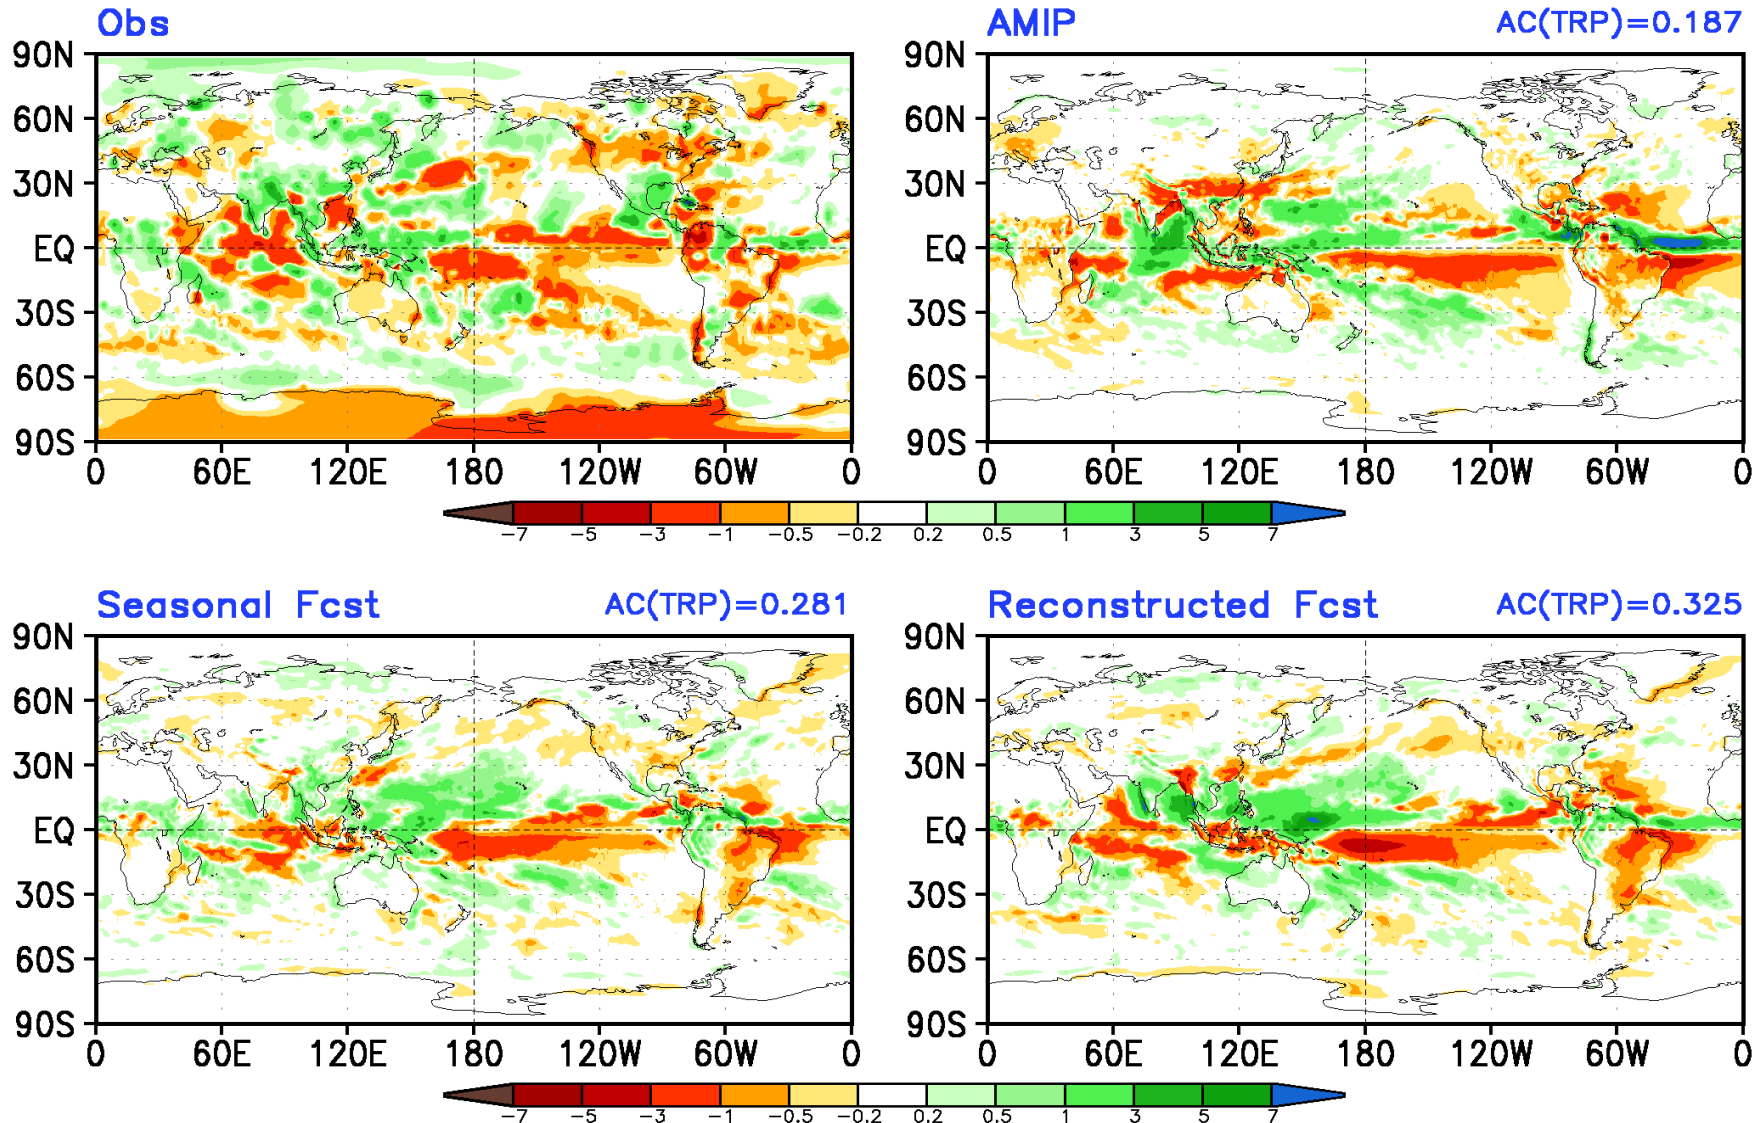 Obs
AMIP AC(TRP)=0.187
90N 90N
60N 60N
30N 30N
EQ EQ
30S 30S
60S 60S
90S 90S
0 60E 120E 180 120W 60W 0 0 60E 120E 180 120W 60W 0
-7 -5 -3 -1 -0.5 -0.2 0.2 0.5 1 3 5 7
Seasonal Fcst AC(TRP)=0.281
Reconstructed Fcst AC(TRP)=0.325
90N 90N
60N 60N
30N 30N
EQ EQ
30S 30S
60S 60S
90S 90S
0 60E 120E 180 120W 60W 0 0 60E 120E 180 120W 60W 0
-7 -5 -3 -1 -0.5 -0.2 0.2 0.5 1 3 5 7